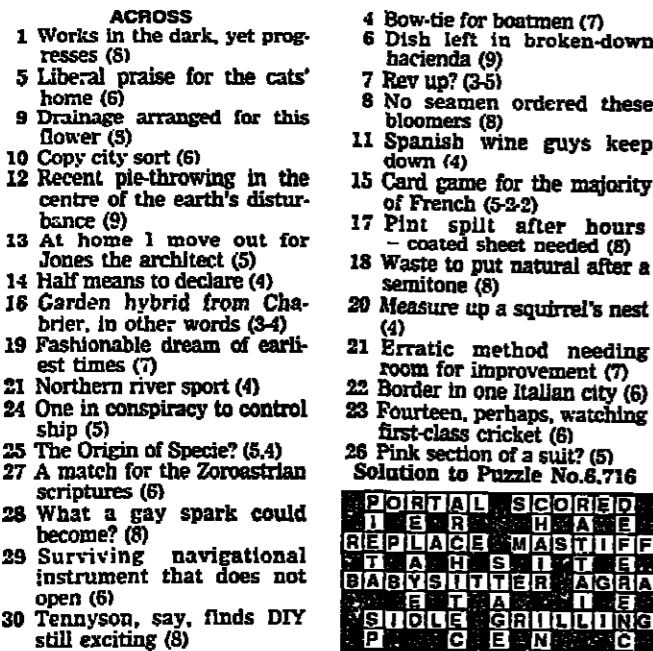 ACROSS
1 Works in the dark, yet prog-
resses (8)
5 Liberal praise for the cats'
home (6)
9 Drainage arranged for this
flower (5)
10 Copy city sort (6)
12 Recent pie-throwing in the
centre of the earth's distur-
bance (9)
13 At home I move out for
Jones the architect (5)
14 Half means to declare (4)
16 Garden hybrid from Cha-
brier, in other words (3-4)
19 Fashionable dream of earli-
est times (7)
21 Northern river sport (4)
24 One in conspiracy to control
ship (5)
25 The Origin of Specie? (5,4)
27 A match for the Zoroastrian
scriptures (6)
28 What a gay spark could
become? (8)
29 Surviving navigational
instrument that does not
open (6)
30 Tennyson, say, finds DIY
still exciting (8)
4 Bow-tie for boatmen (7)
6 Dish left in broken-down
hacienda (9)
7 Rev up? (3-5)
8 No seamen ordered these
bloomers (8)
11 Spanish wine guys keep
down (4)
15 Card game for the majority
of French (5-2-2)
17 Pint spilt after hours
– coated sheet needed (8)
18 Waste to put natural after a
semitone (8)
20 Measure up a squirrel's nest
(4)
21 Erratic method needing
room for improvement (7)
22 Border in one Italian city (6)
23 Fourteen, perhaps, watching
first-class cricket (6)
26 Pink section of a suit? (5)
Solution to Puzzle No.6,716
PORTAL SCORED
I E R H A E
REPLACE MASTIFF
T A H S I T E
BABYSITTER AGRA
E T A I E
SIDLE GRILLING
P C E N C